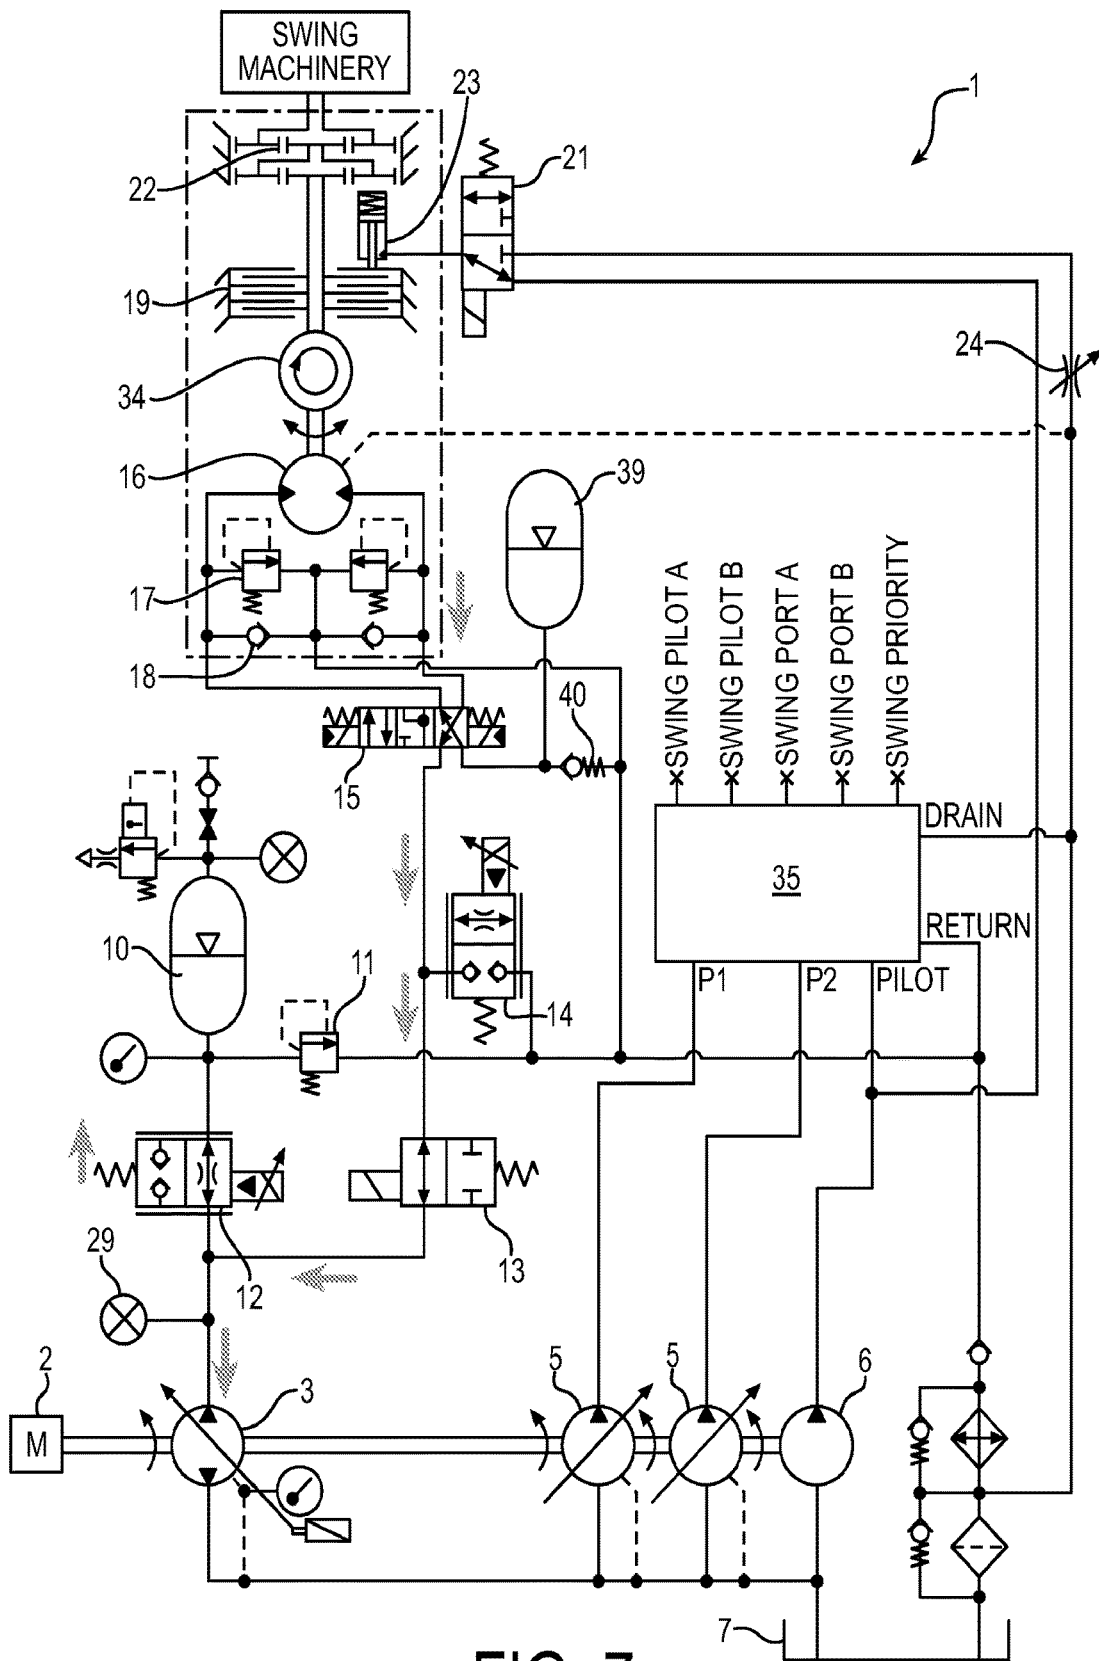 SWING
MACHINERY
23
1
21
22
19
24
34
16
39
17
18
40
SWING PILOT A
SWING PILOT B
SWING PORT A
SWING PORT B
SWING PRIORITY
15
DRAIN
35
10
11
RETURN
14
P1
P2
PILOT
29
12
13
2
3
5
5
6
M
7
FIG. 7